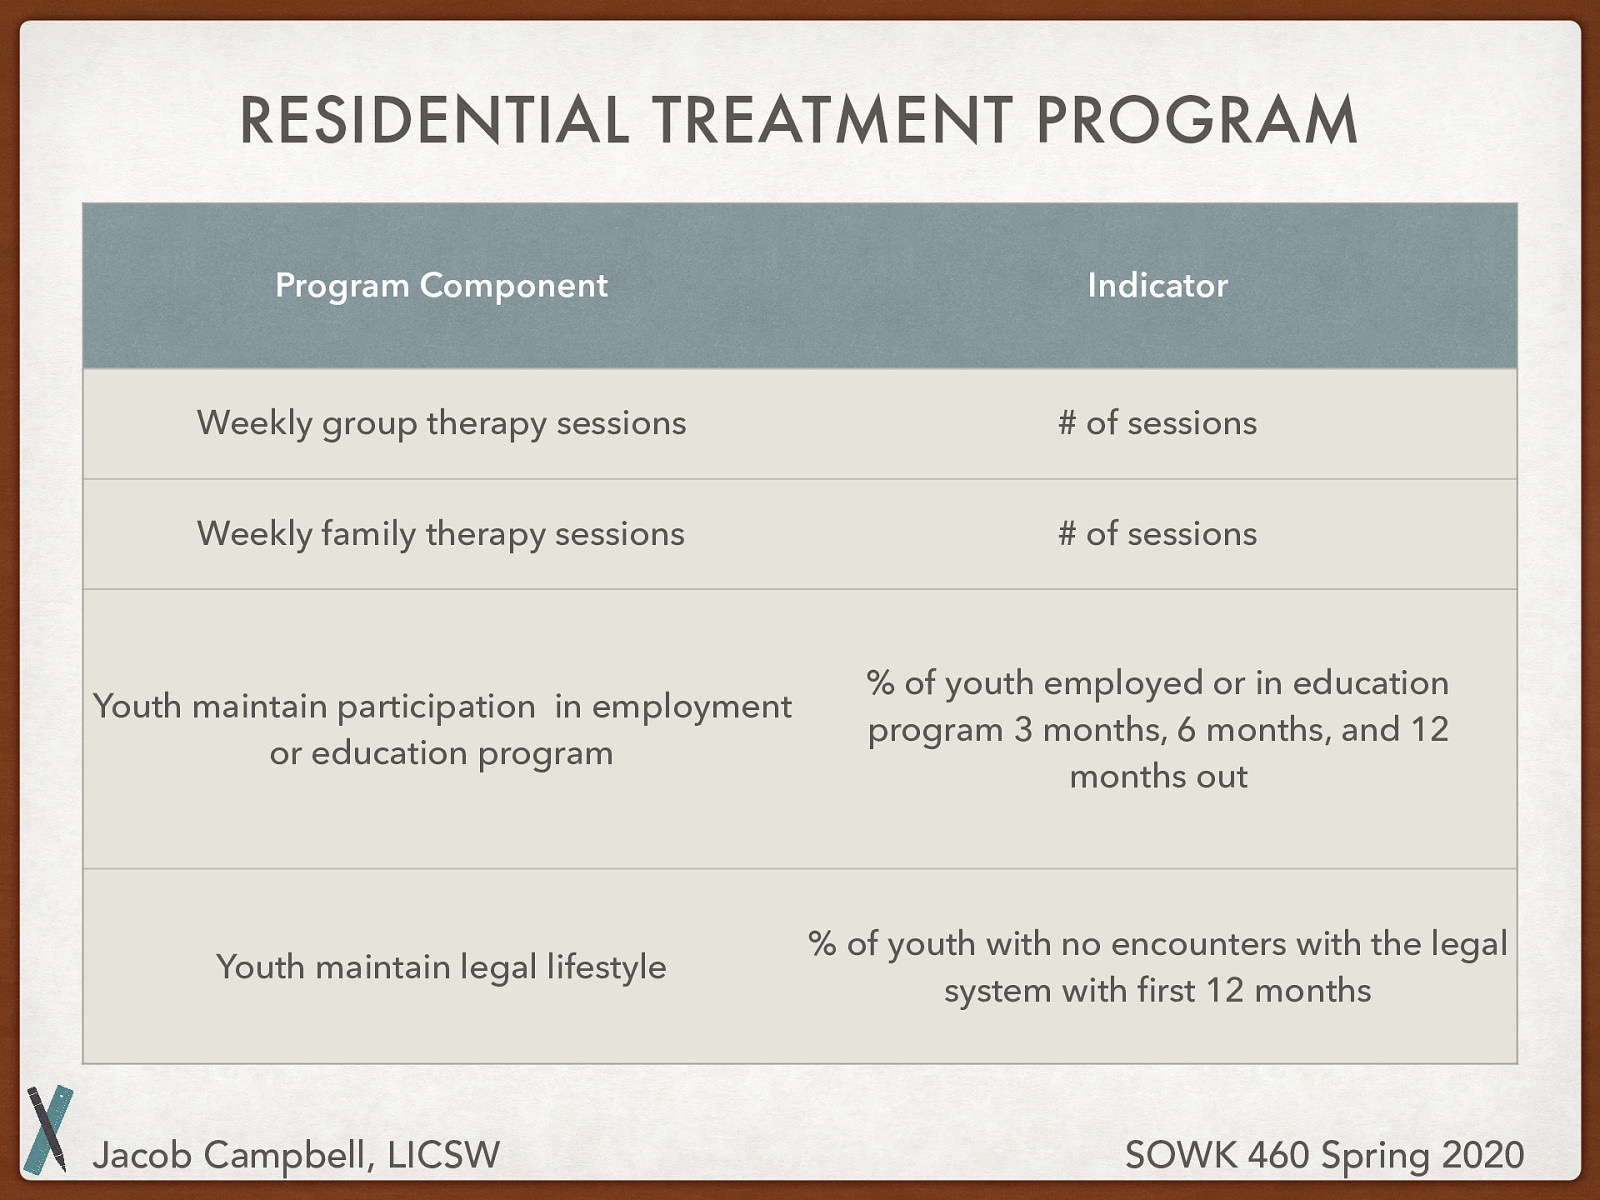 RESIDENTIAL TREATMENT PROGRAM
Program Component
Indicator
Weekly group therapy sessions
# of sessions
Weekly family therapy sessions
# of sessions
Youth maintain participation  in employment
or education program
% of youth employed or in education
program 3 months, 6 months, and 12
months out
Youth maintain legal lifestyle
% of youth with no encounters with the legal
system with first 12 months
Jacob Campbell, LICSW
SOWK 460 Spring 2020